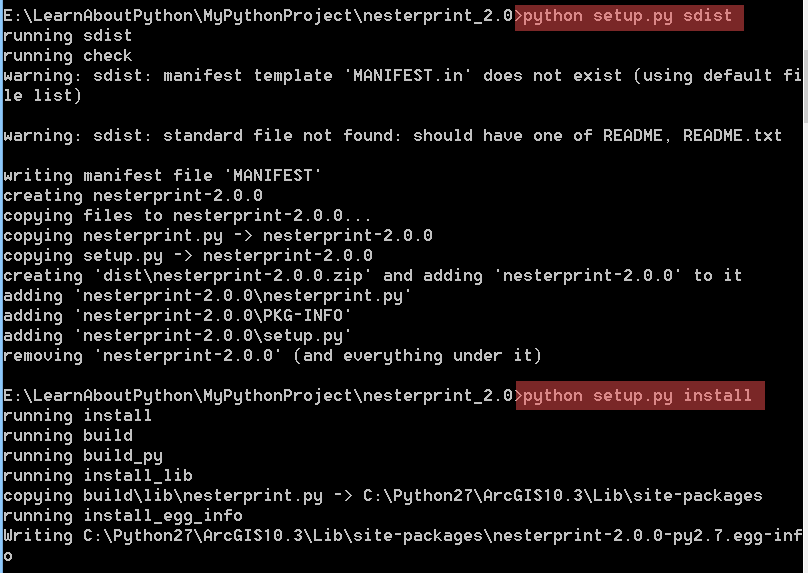 E:\LearnAboutPython\MyPythonProject\nesterprint_2.0>python setup.py sdist
running sdist
running check
warning: sdist: manifest template 'MANIFEST.in' does not exist (using default fi
le list)
warning: sdist: standard file not found: should have one of README, README.txt
writing manifest file 'MANIFEST'
creating nesterprint-2.0.0
copying files to nesterprint-2.0.0...
copying nesterprint.py -> nesterprint-2.0.0
copying setup.py -> nesterprint-2.0.0
creating 'dist\nesterprint-2.0.0.zip' and adding 'nesterprint-2.0.0' to it
adding 'nesterprint-2.0.0\nesterprint.py'
adding 'nesterprint-2.0.0\PKG-INFO'
adding 'nesterprint-2.0.0\setup.py'
removing 'nesterprint-2.0.0' (and everything under it)
E:\LearnAboutPython\MyPythonProject\nesterprint_2.0>python setup.py install
running install
running build
running build_py
running install_lib
copying build\lib\nesterprint.py -> C:\Python27\ArcGIS10.3\Lib\site-packages
running install_egg_info
Writing C:\Python27\ArcGIS10.3\Lib\site-packages\nesterprint-2.0.0-py2.7.egg-inf
o